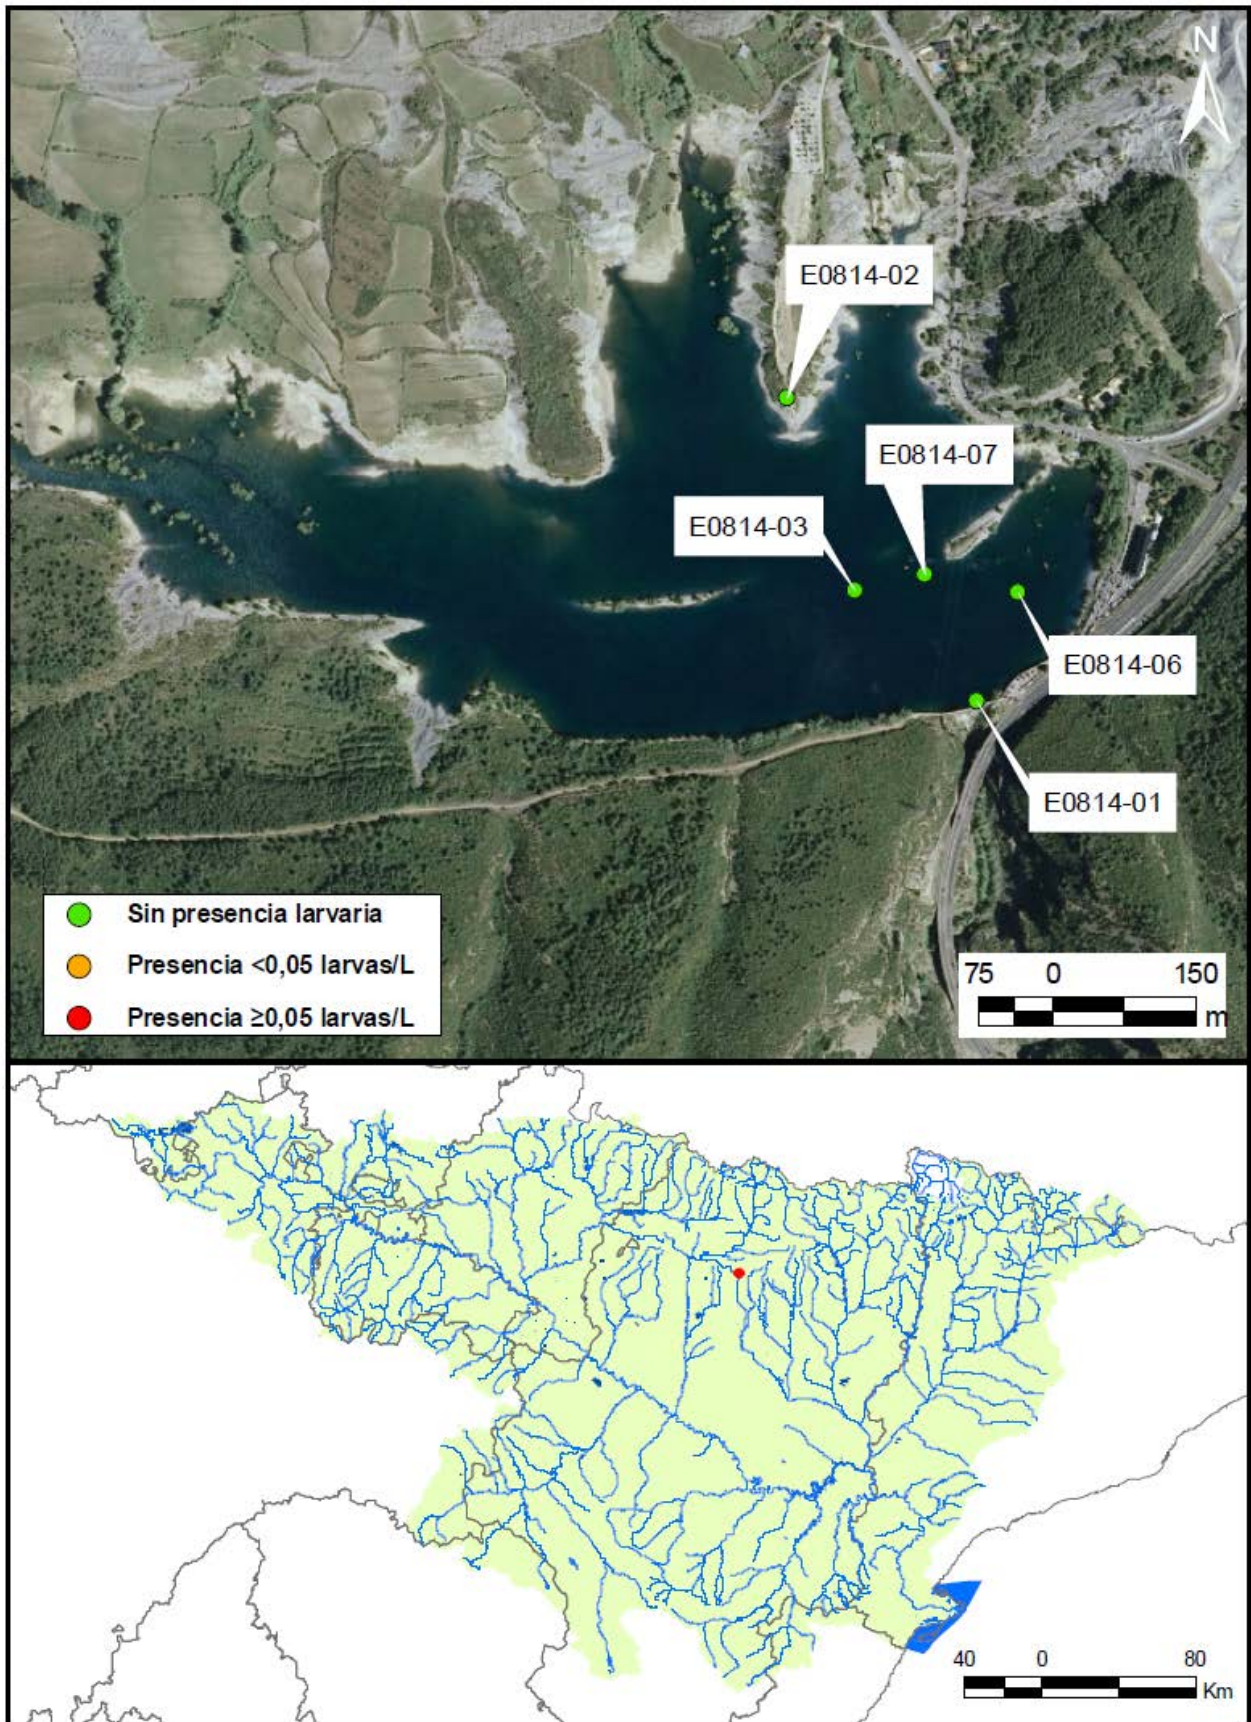 N
E0814-02
E0814-07
E0814-03
E0814-06
E0814-01
Sin presencia larvaria
Presencia <0,05 larvas/L
Presencia ≥0,05 larvas/L
75 0 150
m
40 0 80
Km